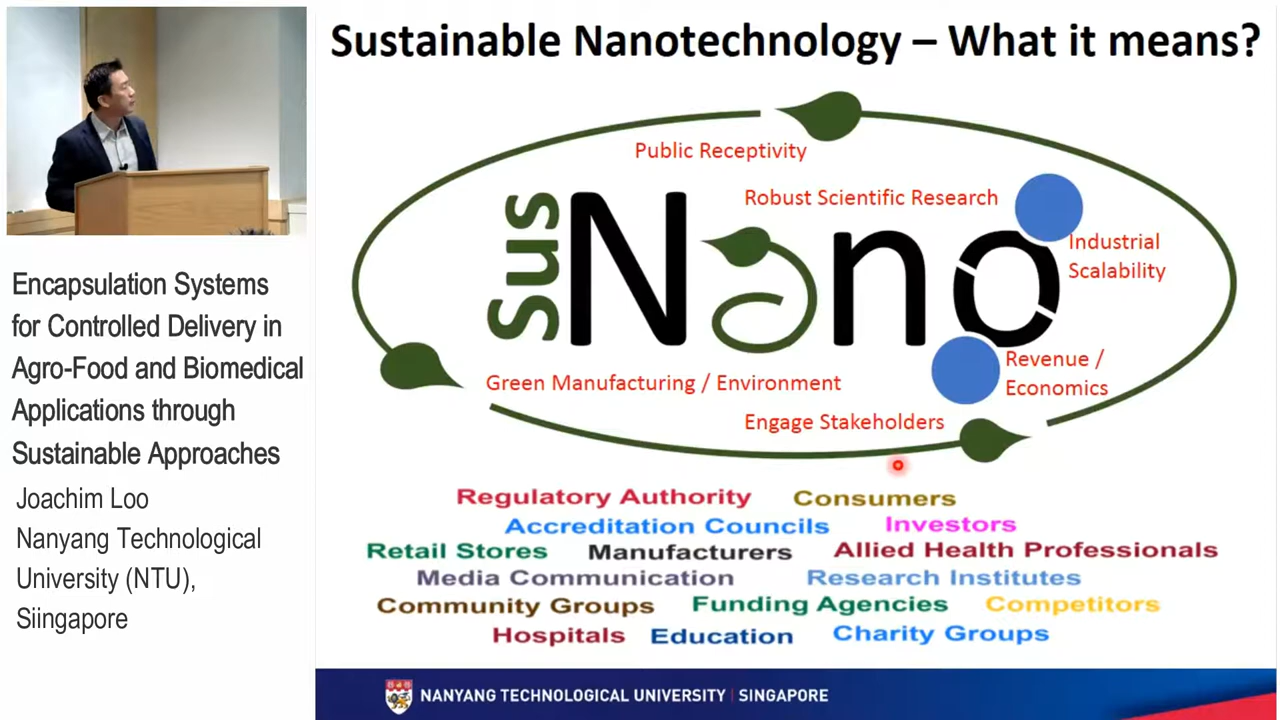 Sustainable Nanotechnology – What it means?
Public Receptivity
Robust Scientific Research
Industrial
Scalability
Sus
Nano
Revenue /
Economics
Green Manufacturing / Environment
Engage Stakeholders
Regulatory Authority
Consumers
Accreditation Councils
Investors
Retail Stores
Manufacturers
Allied Health Professionals
Media Communication
Research Institutes
Community Groups
Funding Agencies
Competitors
Hospitals
Education
Charity Groups
NANYANG TECHNOLOGICAL UNIVERSITY | SINGAPORE
Encapsulation Systems
for Controlled Delivery in
Agro-Food and Biomedical
Applications through
Sustainable Approaches
Joachim Loo
Nanyang Technological
University (NTU),
Siingapore